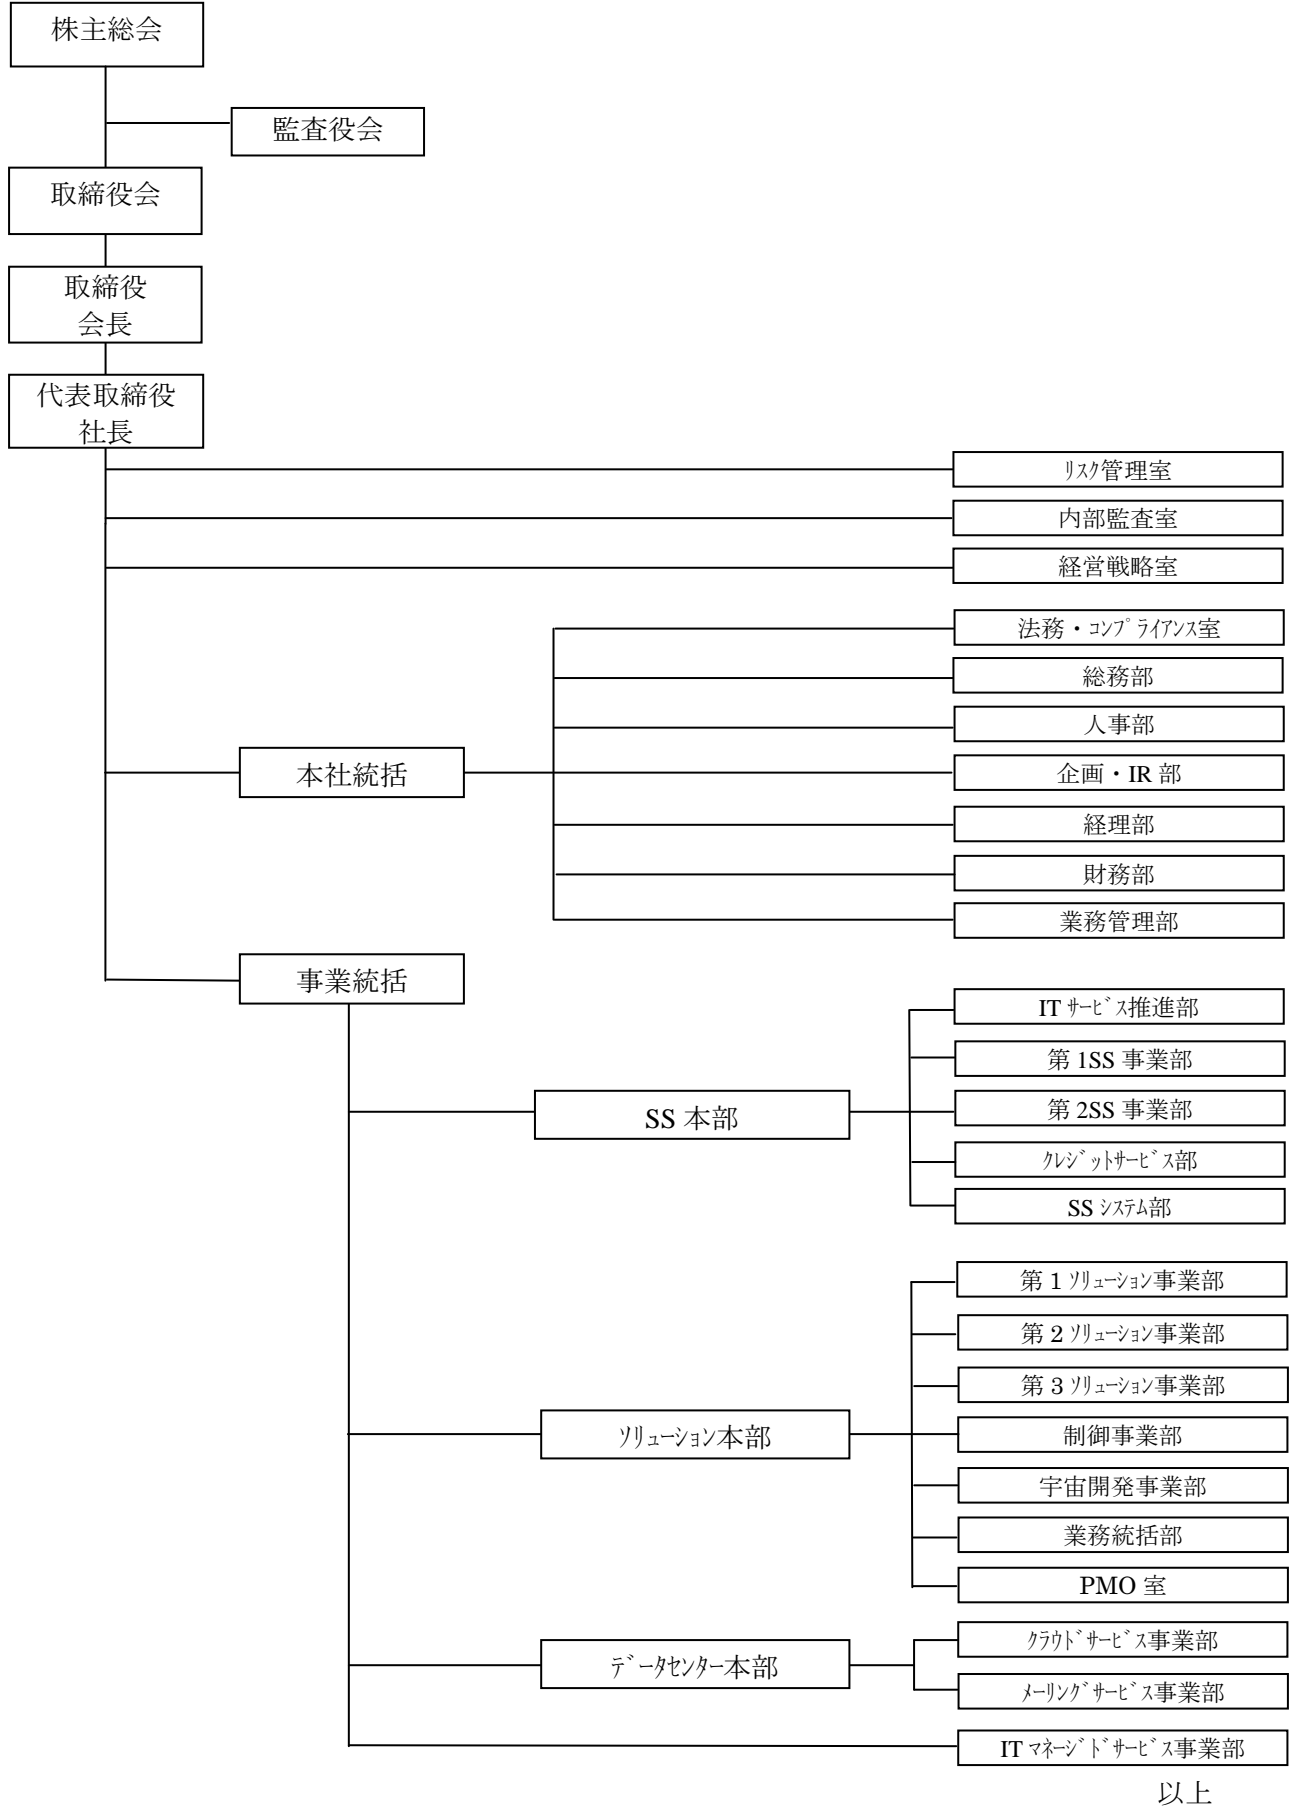 株主総会
監査役会
取締役会
取締役
会長
代表取締役
社長
ﾘｽｸ管理室
内部監査室
経営戦略室
法務・ｺﾝﾌﾟﾗｲｱﾝｽ室
総務部
人事部
本社統括
企画・IR 部
経理部
財務部
業務管理部
事業統括
IT ｻｰﾋﾞｽ推進部
第 1SS 事業部
SS 本部
第 2SS 事業部
ｸﾚｼﾞｯﾄｻｰﾋﾞｽ部
SS ｼｽﾃﾑ部
第 1 ｿﾘｭｰｼｮﾝ事業部
第 2 ｿﾘｭｰｼｮﾝ事業部
第 3 ｿﾘｭｰｼｮﾝ事業部
ｿﾘｭｰｼｮﾝ本部
制御事業部
宇宙開発事業部
業務統括部
PMO 室
ｸﾗｳﾄﾞｻｰﾋﾞｽ事業部
ﾃﾞｰﾀｾﾝﾀｰ本部
ﾒｰﾘﾝｸﾞｻｰﾋﾞｽ事業部
IT ﾏﾈｰｼﾞﾄﾞｻｰﾋﾞｽ事業部
以上